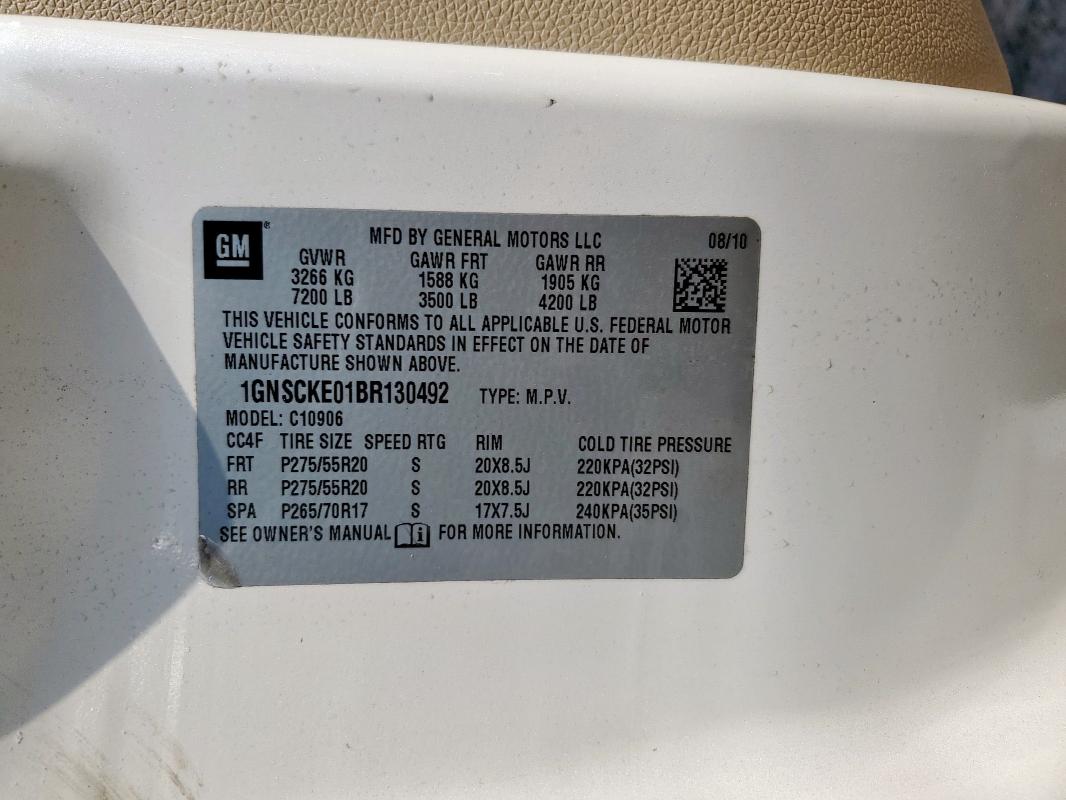 GM® MFD BY GENERAL MOTORS LLC 08/10
GVWR GAWR FRT GAWR RR
3266 KG 1588 KG 1905 KG
7200 LB 3500 LB 4200 LB
THIS VEHICLE CONFORMS TO ALL APPLICABLE U.S. FEDERAL MOTOR
VEHICLE SAFETY STANDARDS IN EFFECT ON THE DATE OF
MANUFACTURE SHOWN ABOVE.
1GNSCKE01BR130492 TYPE: M.P.V.
MODEL: C10906
CC4F TIRE SIZE SPEED RTG RIM COLD TIRE PRESSURE
FRT P275/55R20 S 20X8.5J 220KPA(32PSI)
RR P275/55R20 S 20X8.5J 220KPA(32PSI)
SPA P265/70R17 S 17X7.5J 240KPA(35PSI)
SEE OWNER'S MANUAL i FOR MORE INFORMATION.